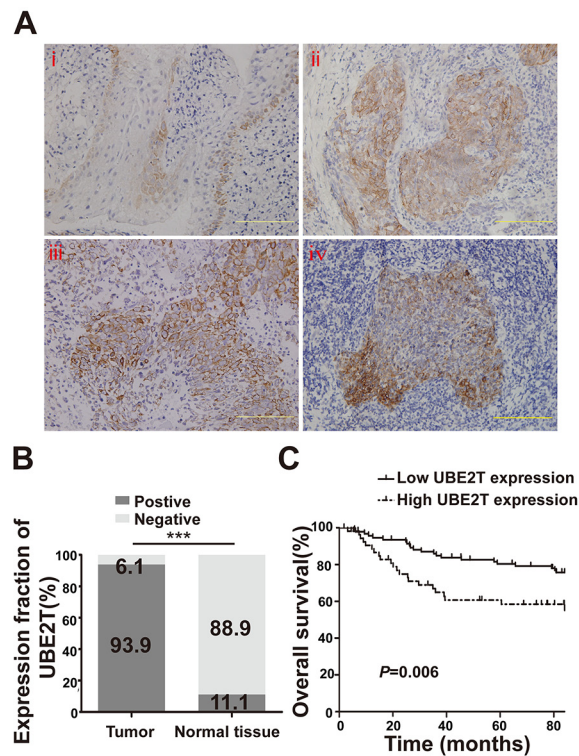 A
i
ii
iii
iv
B
Postive
Negative
***
Expression fraction of
UBE2T(%)
100
80
60
40
20
0
6.1
93.9
88.9
11.1
Tumor
Normal tissue
C
Low UBE2T expression
High UBE2T expression
Overall survival(%)
100
80
60
40
20
0
P=0.006
0
20
40
60
80
Time (months)